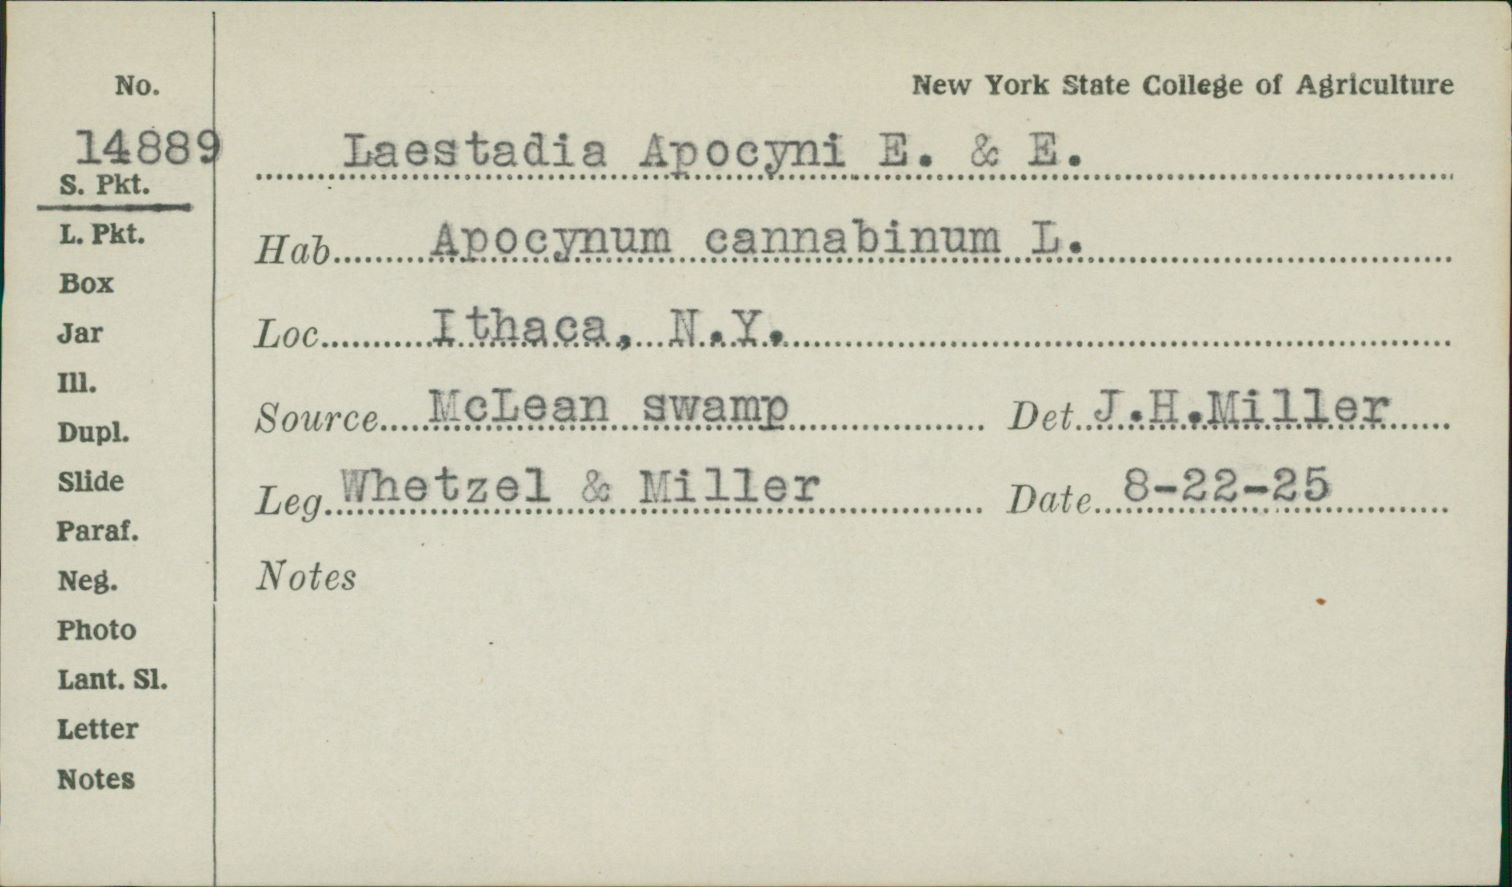 No.
New York State College of Agriculture
14889
Laestadia Apocyni E. & E.
S. Pkt.
L. Pkt.
Hab Apocynum cannabinum L.
Box
Loc Ithaca, N.Y.
Jar
Ill.
Source McLean swamp Det. J.H.Miller
Dupl.
Slide
Leg. Whetzel & Miller Date 8-22-25
Paraf.
Neg.
Notes
Photo
Lant. Sl.
Letter
Notes